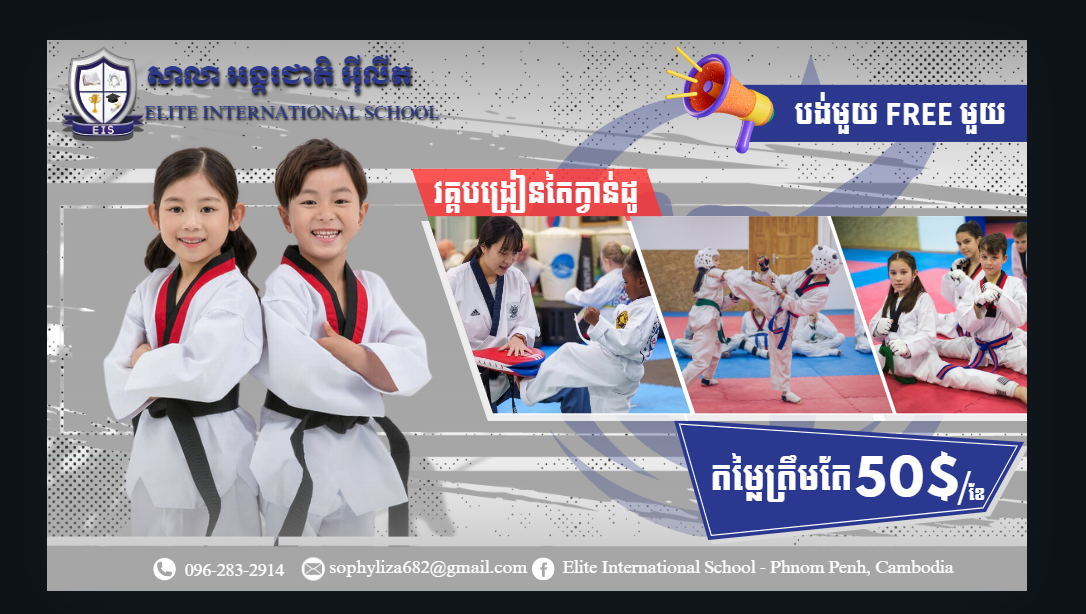 សាលា អន្តរជាតិ អ៊ីលីត
ELITE INTERNATIONAL SCHOOL
EIS
បង់មួយ FREE មួយ
វគ្គបង្រៀនតៃក្វាន់ដូ
តម្លៃត្រឹមតែ 50$/ខែ
096-283-2914
sophyliza682@gmail.com
Elite International School - Phnom Penh, Cambodia